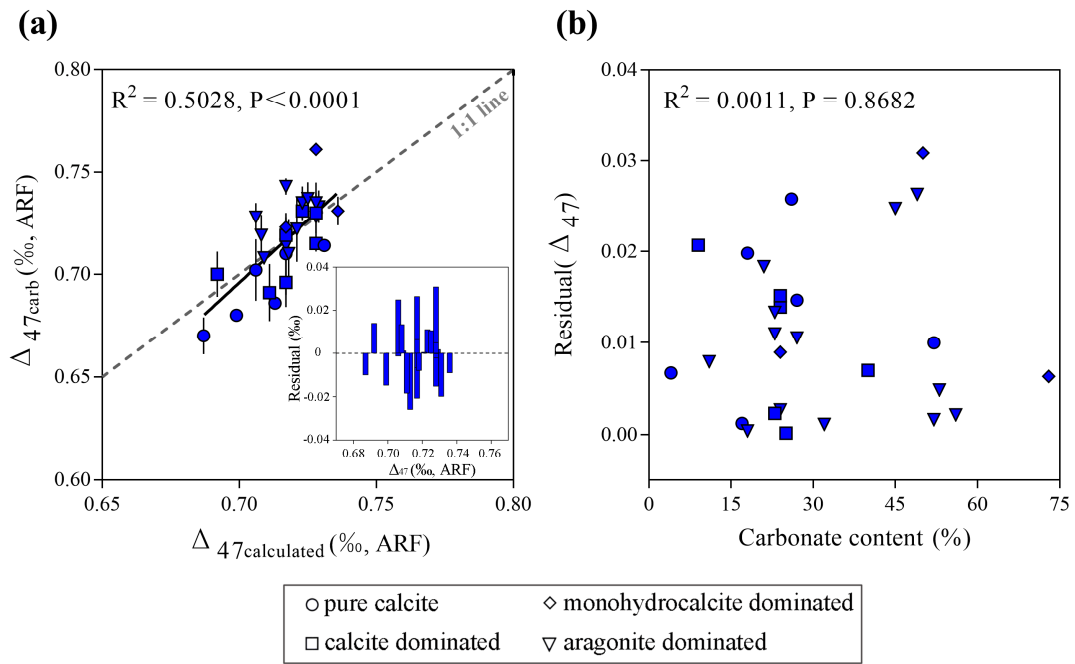 (a)
R² = 0.5028, P<0.0001
1:1 line
0.80
0.75
0.70
0.65
0.60
Δ 47carb (‰, ARF)
0.65
0.70
0.75
0.80
Δ 47calculated (‰, ARF)
0.04
0.02
0
-0.02
-0.04
Residual (‰)
0.68
0.70
0.72
0.74
0.76
Δ47 (‰, ARF)
(b)
R² = 0.0011, P = 0.8682
0.04
0.03
0.02
0.01
0.00
Residual( Δ 47)
0
15
30
45
60
75
Carbonate content (%)
pure calcite
monohydrocalcite dominated
calcite dominated
aragonite dominated